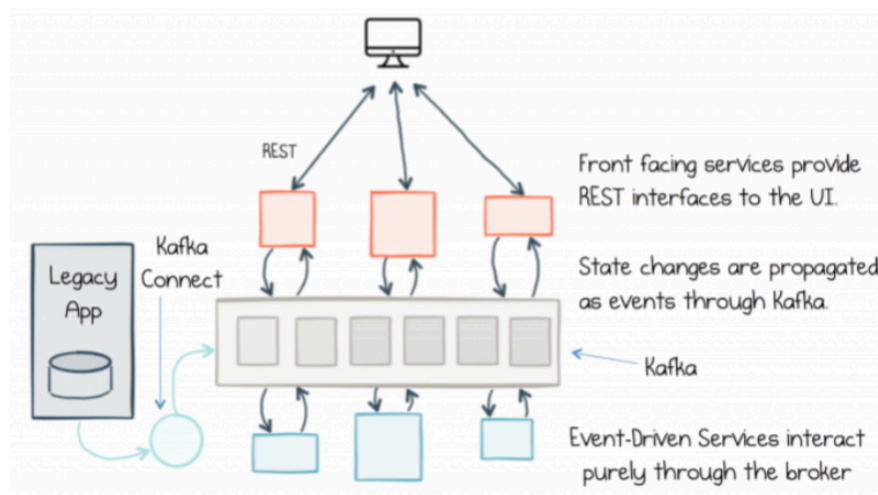 REST
Front facing services provide
REST interfaces to the UI.
Kafka
Connect
Legacy
App
State changes are propagated
as events through Kafka.
Kafka
Event-Driven Services interact
purely through the broker